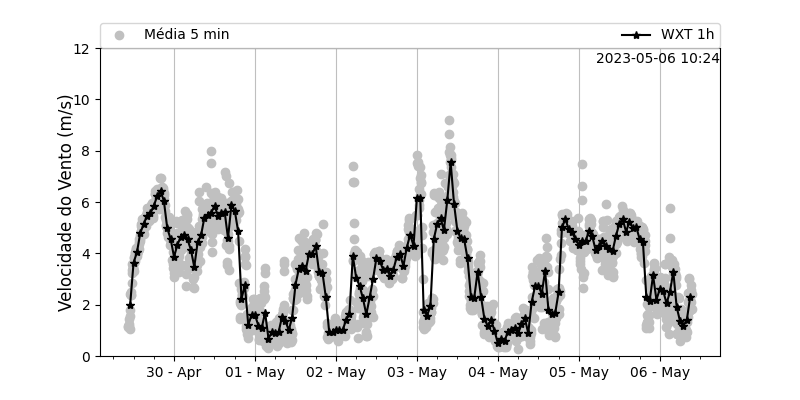 Média 5 min
WXT 1h
2023-05-06 10:24
Velocidade do Vento (m/s)
12
10
8
6
4
2
0
30 - Apr
01 - May
02 - May
03 - May
04 - May
05 - May
06 - May